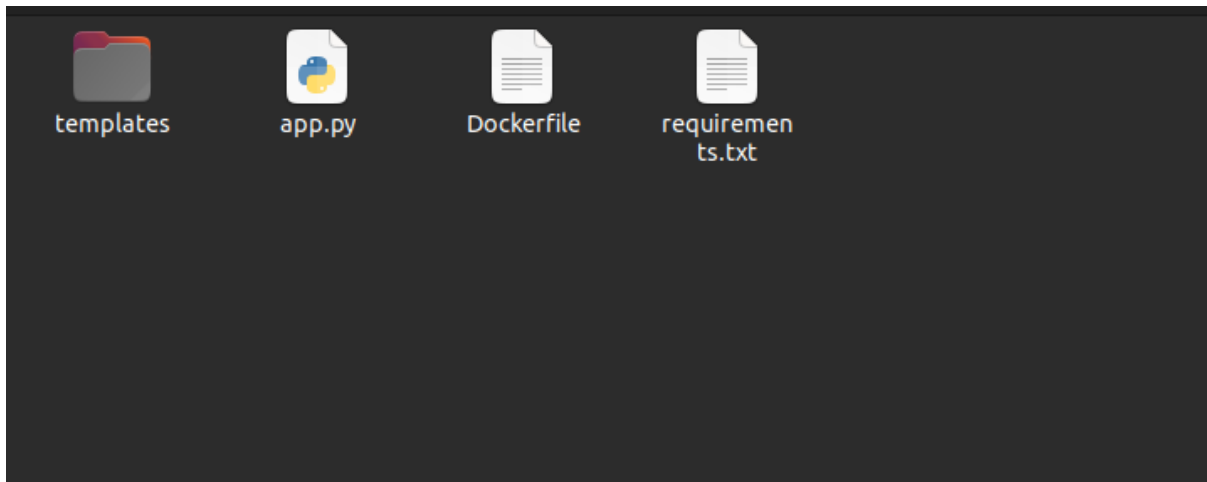 templates
app.py
Dockerfile
requiremen
ts.txt